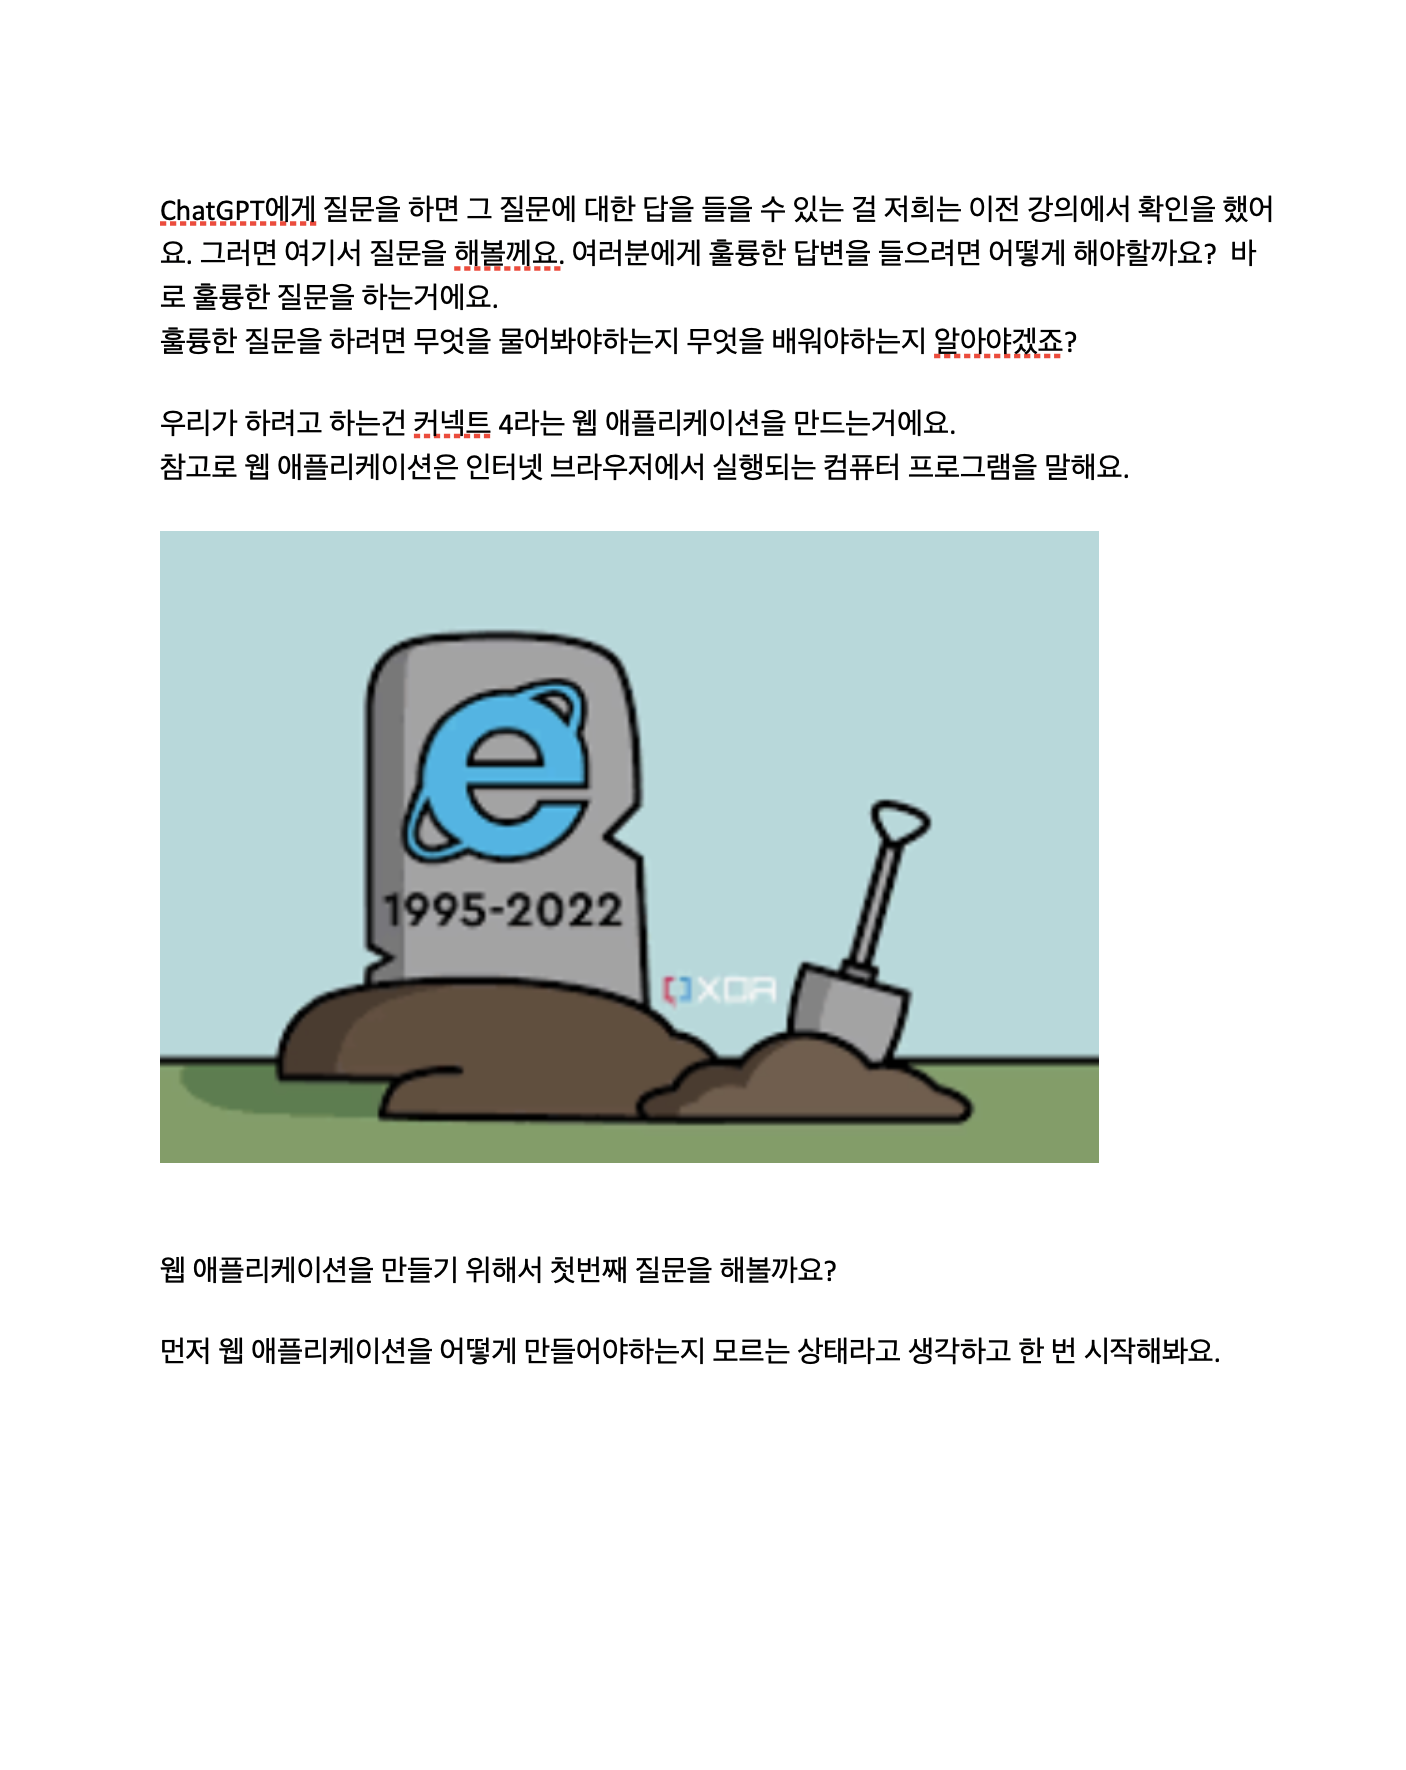 ChatGPT에게 질문을 하면 그 질문에 대한 답을 들을 수 있는 걸 저희는 이전 강의에서 확인을 했어
요. 그러면 여기서 질문을 해볼께요. 여러분에게 훌륭한 답변을 들으려면 어떻게 해야할까요?  바
로 훌륭한 질문을 하는거에요.
훌륭한 질문을 하려면 무엇을 물어봐야하는지 무엇을 배워야하는지 알아야겠죠?
우리가 하려고 하는건 커넥트 4라는 웹 애플리케이션을 만드는거에요.
참고로 웹 애플리케이션은 인터넷 브라우저에서 실행되는 컴퓨터 프로그램을 말해요.
e
1995-2022
XDA
웹 애플리케이션을 만들기 위해서 첫번째 질문을 해볼까요?
먼저 웹 애플리케이션을 어떻게 만들어야하는지 모르는 상태라고 생각하고 한 번 시작해봐요.